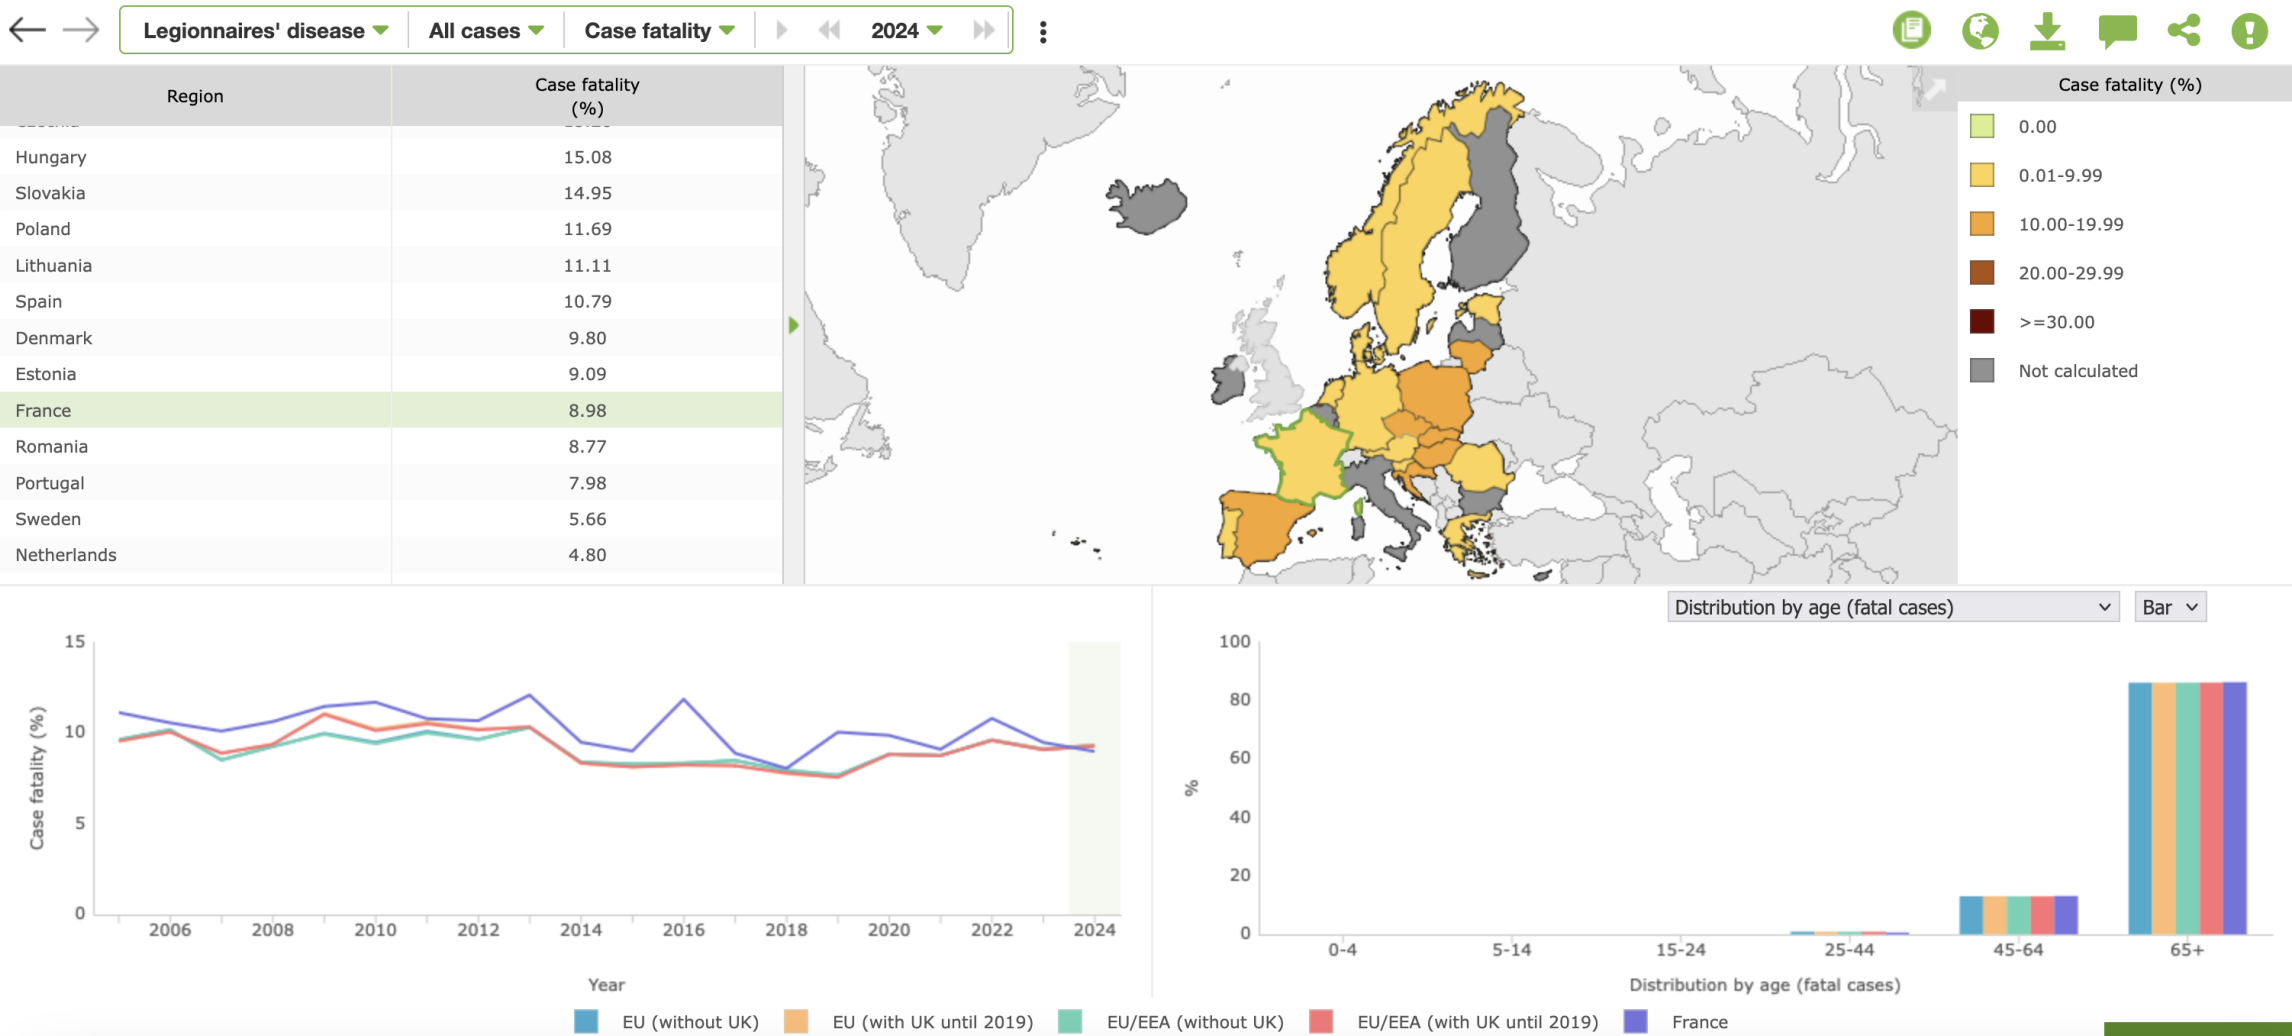 Legionnaires' disease All cases Case fatality 2024
Region Case fatality (%)
Hungary 15.08
Slovakia 14.95
Poland 11.69
Lithuania 11.11
Spain 10.79
Denmark 9.80
Estonia 9.09
France 8.98
Romania 8.77
Portugal 7.98
Sweden 5.66
Netherlands 4.80
Case fatality (%)
0.00
0.01-9.99
10.00-19.99
20.00-29.99
>=30.00
Not calculated
15
10
5
0
Case fatality (%)
2006 2008 2010 2012 2014 2016 2018 2020 2022 2024
Year
Distribution by age (fatal cases) Bar
100
80
60
40
20
0
%
0-4 5-14 15-24 25-44 45-64 65+
Distribution by age (fatal cases)
EU (without UK) EU (with UK until 2019) EU/EEA (without UK) EU/EEA (with UK until 2019) France